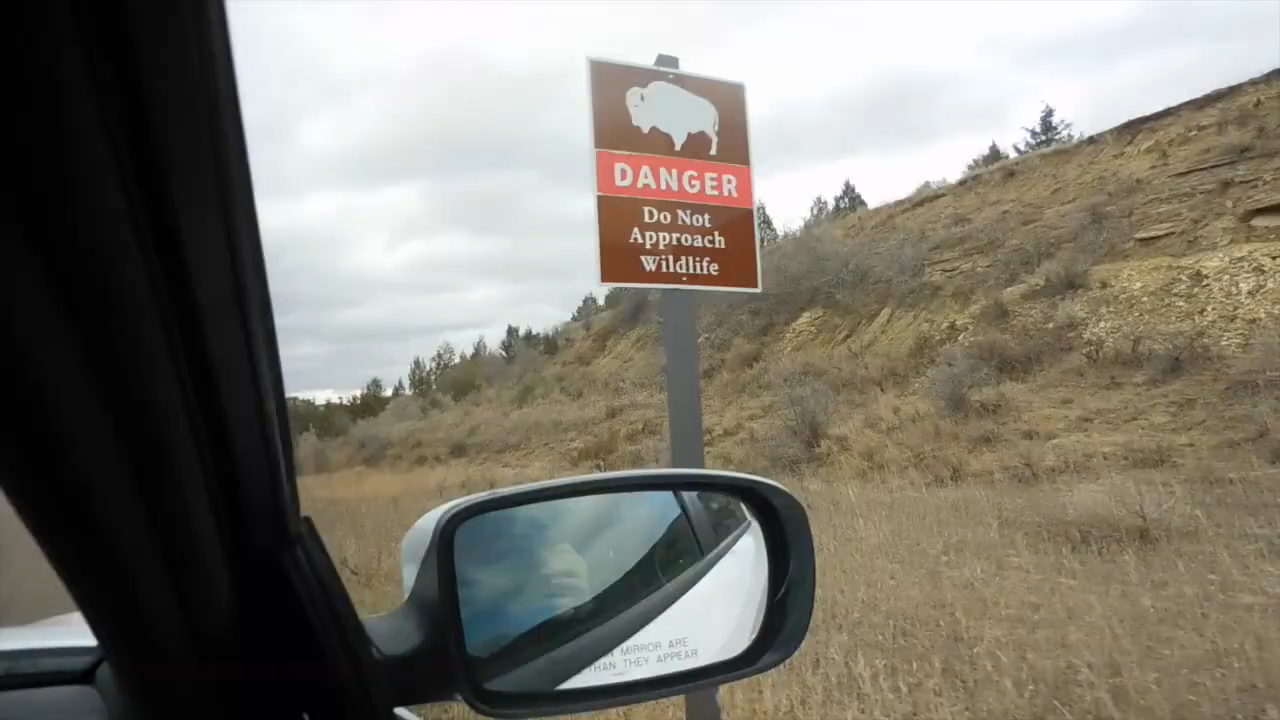 DANGER
Do Not
Approach
Wildlife
MIRROR ARE
THAN THEY APPEAR